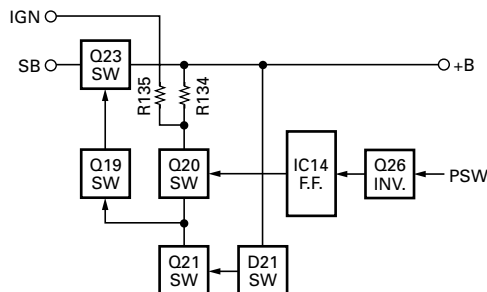 IGN
SB
Q23
SW
+B
R135
R134
Q19
SW
Q20
SW
IC14
F.F.
Q26
INV.
PSW
Q21
SW
D21
SW